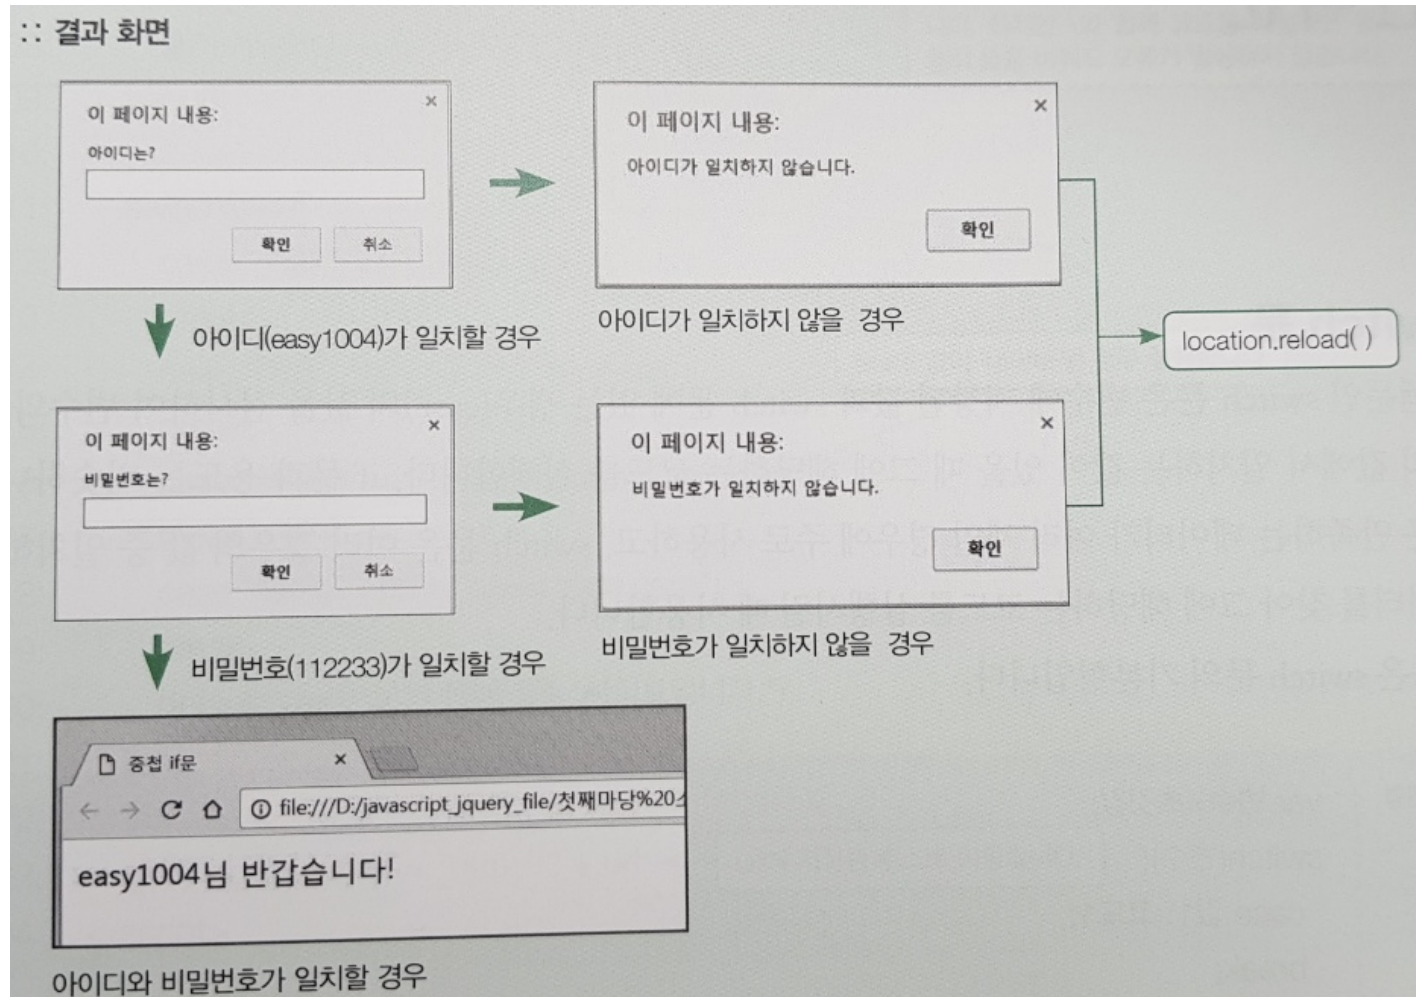 :: 결과 화면
이 페이지 내용:
×
아이디는?
확인
취소
이 페이지 내용:
×
아이디가 일치하지 않습니다.
확인
아이디(easy1004)가 일치할 경우
아이디가 일치하지 않을 경우
location.reload( )
이 페이지 내용:
×
비밀번호는?
확인
취소
이 페이지 내용:
×
비밀번호가 일치하지 않습니다.
확인
비밀번호(112233)가 일치할 경우
비밀번호가 일치하지 않을 경우
중첩 if문 ×
file:///D:/javascript_jquery_file/첫째마당%20
easy1004님 반갑습니다!
아이디와 비밀번호가 일치할 경우